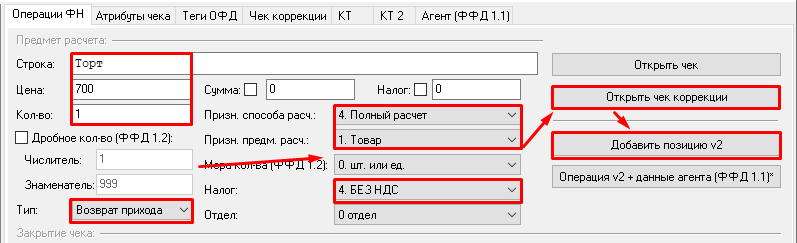 Операции ФН Атрибуты чека Теги ОФД Чек коррекции КТ КТ 2 Агент (ФФД 1.1)
Предмет расчета:
Строка: Торт Открыть чек
Цена: 700 Сумма: 0 Налог: 0
Открыть чек коррекции
Кол-во: 1 Призн. способа расч.: 4. Полный расчет
Дробное кол-во (ФФД 1.2): Призн. предм. расч.: 1. Товар
Добавить позицию v2
Числитель: 1 Мера кол-ва (ФФД 1.2): 0. шт. или ед.
Знаменатель: 999 Налог: 4. БЕЗ НДС Операция v2 + данные агента (ФФД 1.1)*
Тип: Возврат прихода Отдел: 0 отдел
Закрытие чека: